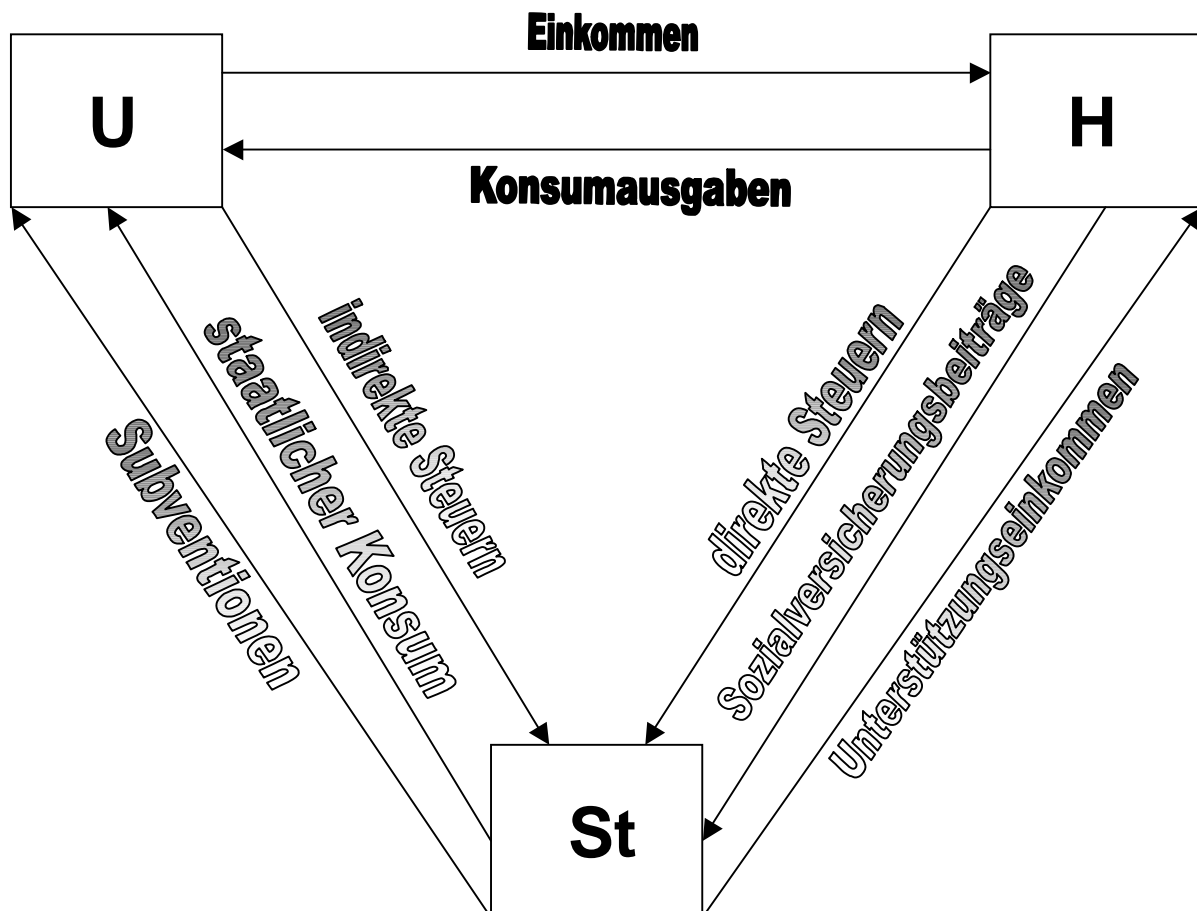 Einkommen
U
H
Konsumausgaben
indirekte Steuern
staatlicher Konsum
Subventionen
direkte Steuern
Sozialversicherungsbeiträge
Unterstützungseinkommen
St